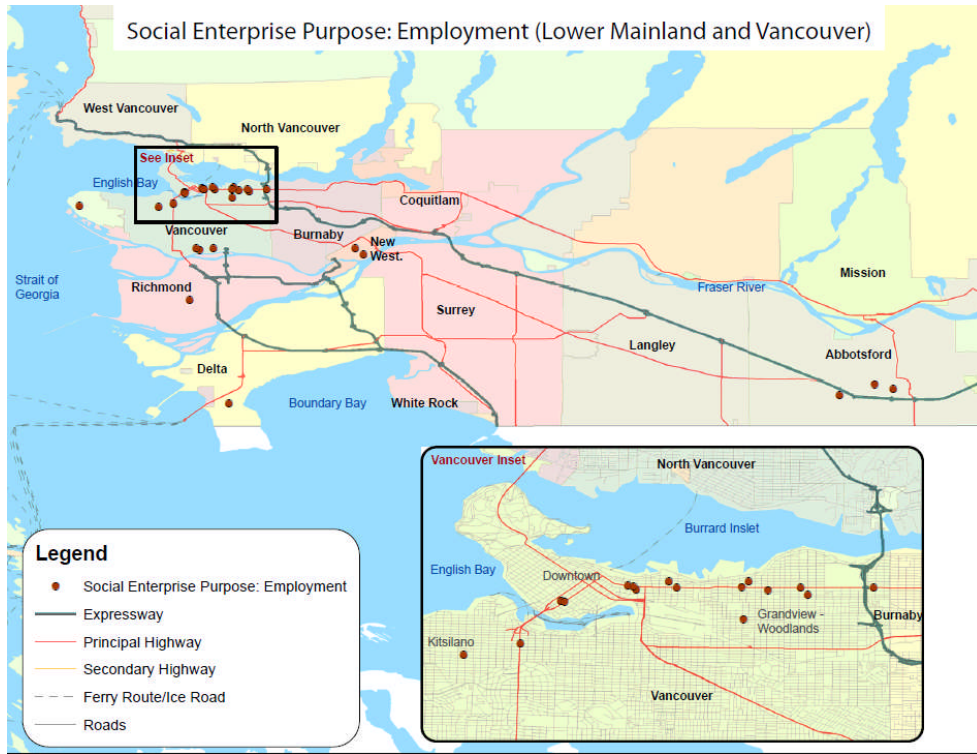 Social Enterprise Purpose: Employment (Lower Mainland and Vancouver)
West Vancouver
North Vancouver
See Inset
English Bay
Coquitlam
Vancouver
Burnaby
New
West.
Strait of
Georgia
Richmond
Mission
Fraser River
Surrey
Langley
Abbotsford
Delta
Boundary Bay
White Rock
Vancouver Inset
North Vancouver
Burrard Inslet
English Bay
Downtown
Grandview -
Woodlands
Burnaby
Kitsilano
Vancouver
Legend
Social Enterprise Purpose: Employment
Expressway
Principal Highway
Secondary Highway
Ferry Route/Ice Road
Roads